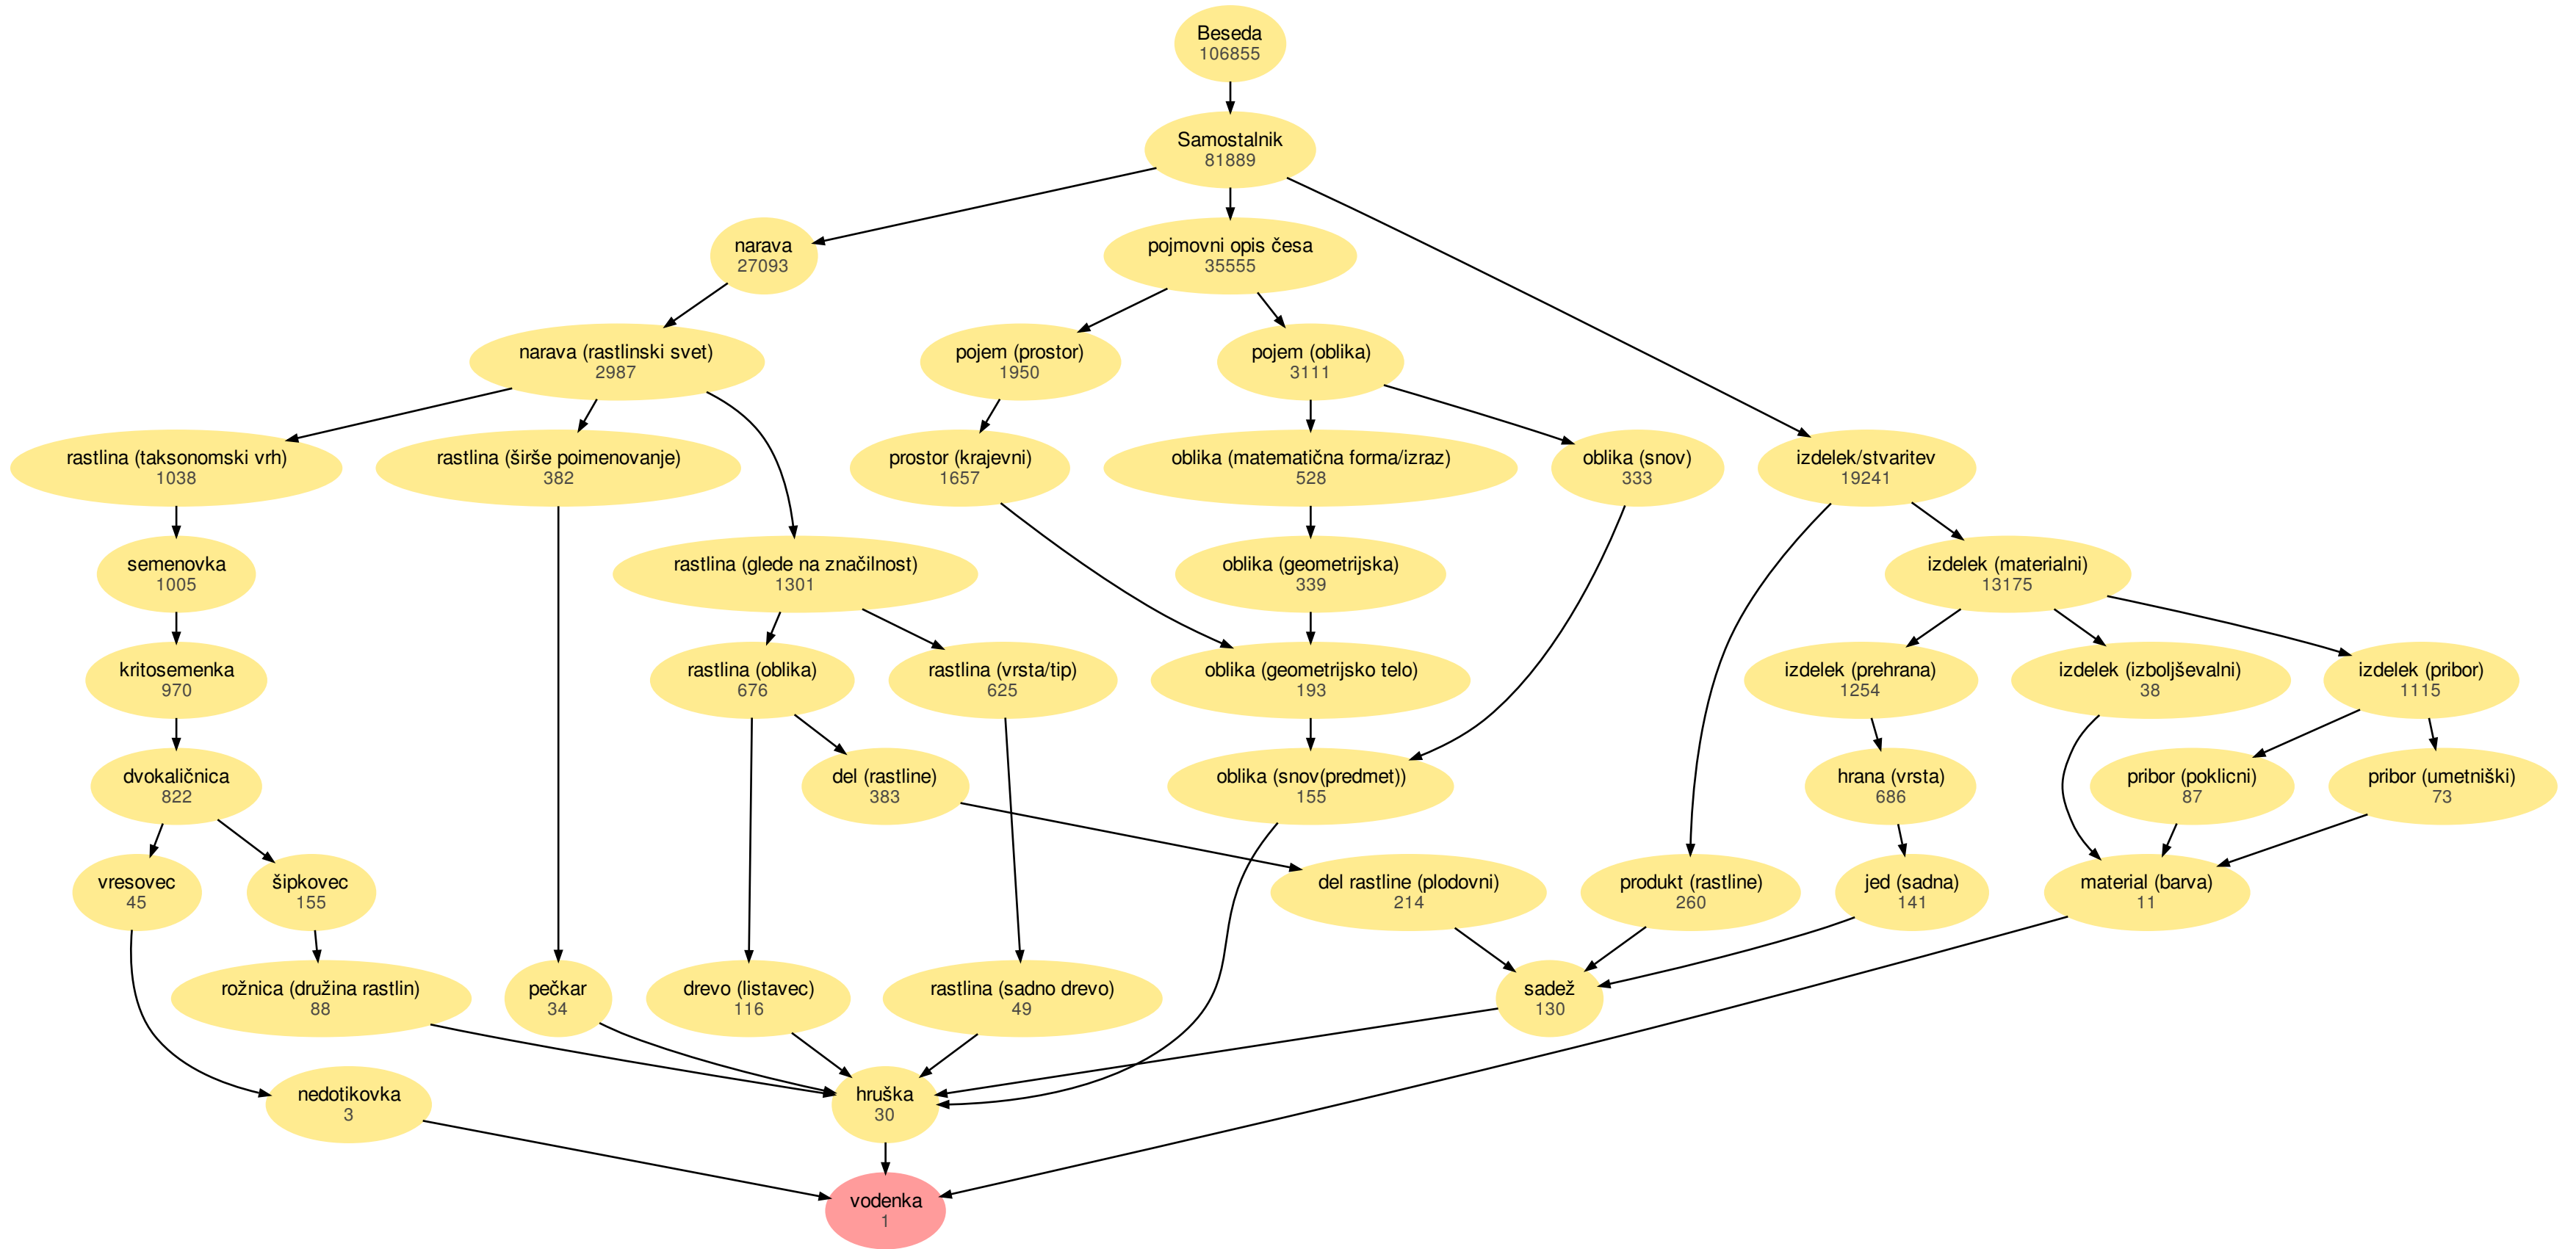 Beseda
106855
Samostalnik
81889
narava
27093
pojmovni opis česa
35555
narava (rastlinski svet)
2987
pojem (prostor)
1950
pojem (oblika)
3111
rastlina (taksonomski vrh)
1038
rastlina (širše poimenovanje)
382
prostor (krajevni)
1657
oblika (matematična forma/izraz)
528
oblika (snov)
333
izdelek/stvaritev
19241
semenovka
1005
rastlina (glede na značilnost)
1301
oblika (geometrijska)
339
izdelek (materialni)
13175
kritosemenka
970
rastlina (oblika)
676
rastlina (vrsta/tip)
625
oblika (geometrijsko telo)
193
izdelek (prehrana)
1254
izdelek (izboljševalni)
38
izdelek (pribor)
1115
dvokaličnica
822
del (rastline)
383
oblika (snov(predmet))
155
hrana (vrsta)
686
pribor (poklicni)
87
pribor (umetniški)
73
vresovec
45
šipkovec
155
del rastline (plodovni)
214
produkt (rastline)
260
jed (sadna)
141
material (barva)
11
rožnica (družina rastlin)
88
pečkar
34
drevo (listavec)
116
rastlina (sadno drevo)
49
sadež
130
nedotikovka
3
hruška
30
vodenka
1